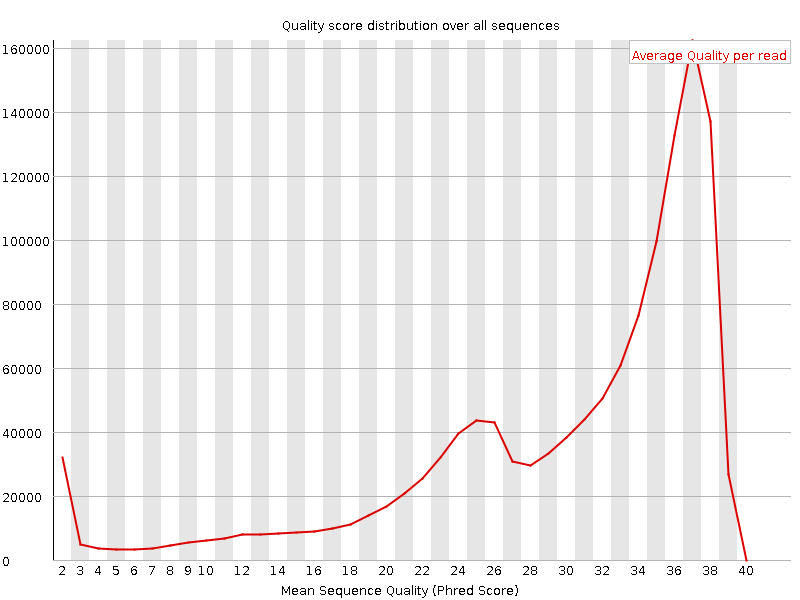 Quality score distribution over all sequences
160000
Average Quality per read
140000
120000
100000
80000
60000
40000
20000
0
2 3 4 5 6 7 8 9 10 12 14 16 18 20 22 24 26 28 30 32 34 36 38 40
Mean Sequence Quality (Phred Score)